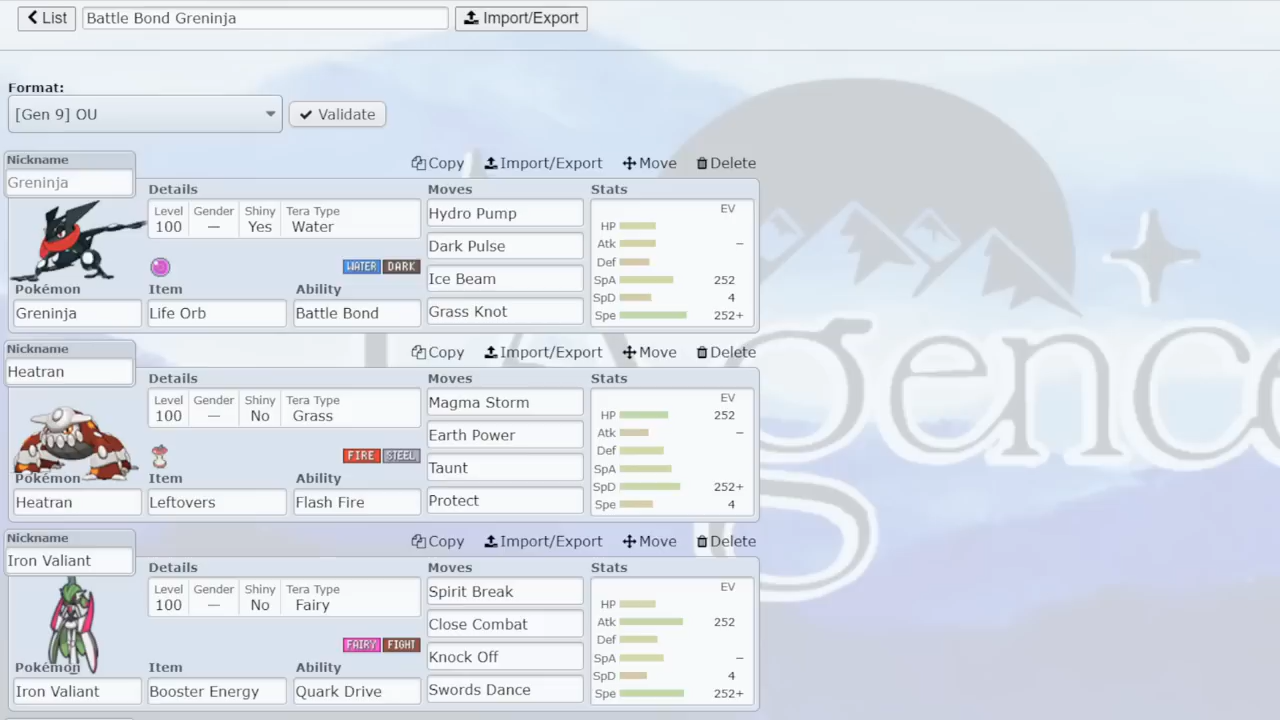 List
Battle Bond Greninja
Import/Export
Format:
[Gen 9] OU
Validate
Nickname
Greninja
Copy Import/Export Move Delete
Details
Level Gender Shiny Tera Type
100 — Yes Water
WATER DARK
Pokémon Item Ability
Greninja Life Orb Battle Bond
Moves
Hydro Pump
Dark Pulse
Ice Beam
Grass Knot
Stats
EV
HP
Atk –
Def
SpA 252
SpD 4
Spe 252+
Nickname
Heatran
Copy Import/Export Move Delete
Details
Level Gender Shiny Tera Type
100 — No Grass
FIRE STEEL
Pokémon Item Ability
Heatran Leftovers Flash Fire
Moves
Magma Storm
Earth Power
Taunt
Protect
Stats
EV
HP 252
Atk –
Def
SpA
SpD 252+
Spe 4
Nickname
Iron Valiant
Copy Import/Export Move Delete
Details
Level Gender Shiny Tera Type
100 — No Fairy
FAIRY FIGHT
Pokémon Item Ability
Iron Valiant Booster Energy Quark Drive
Moves
Spirit Break
Close Combat
Knock Off
Swords Dance
Stats
EV
HP
Atk 252
Def
SpA –
SpD 4
Spe 252+